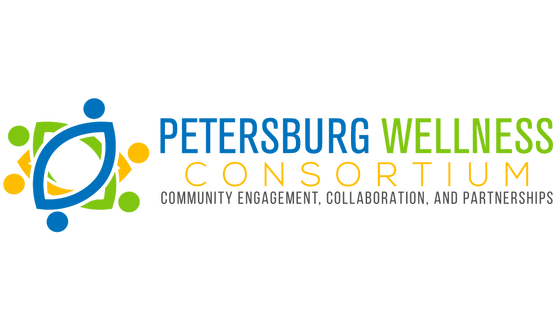 PETERSBURG WELLNESS
CONSORTIUM
COMMUNITY ENGAGEMENT, COLLABORATION, AND PARTNERSHIPS